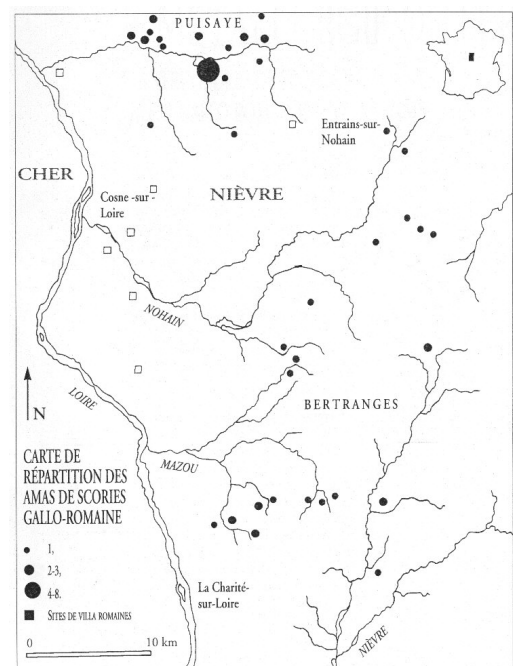 PUISAYE
Entrains-sur-
Nohain
CHER
NIÈVRE
Cosne -sur -
Loire
NOHAIN
LOIRE
N
BERTRANGES
MAZOU
CARTE DE
RÉPARTITION DES
AMAS DE SCORIES
GALLO-ROMAINE
1,
2-3,
4-8.
SITES DE VILLA ROMAINES
0 10 km
La Charité-
sur-Loire
NIÈVRE